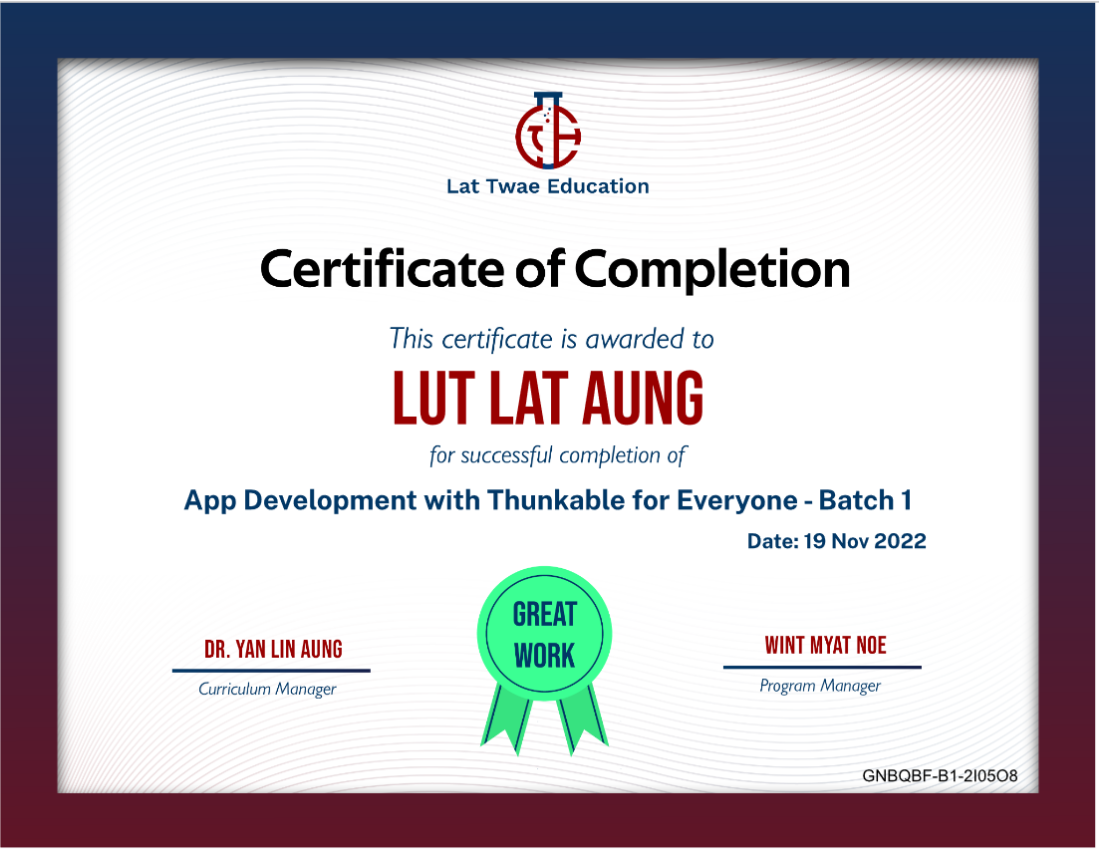 Lat Twae Education
Certificate of Completion
This certificate is awarded to
LUT LAT AUNG
for successful completion of
App Development with Thunkable for Everyone - Batch 1
Date: 19 Nov 2022
GREAT
WORK
DR. YAN LIN AUNG
Curriculum Manager
WINT MYAT NOE
Program Manager
GNBQBF-B1-2I05O8